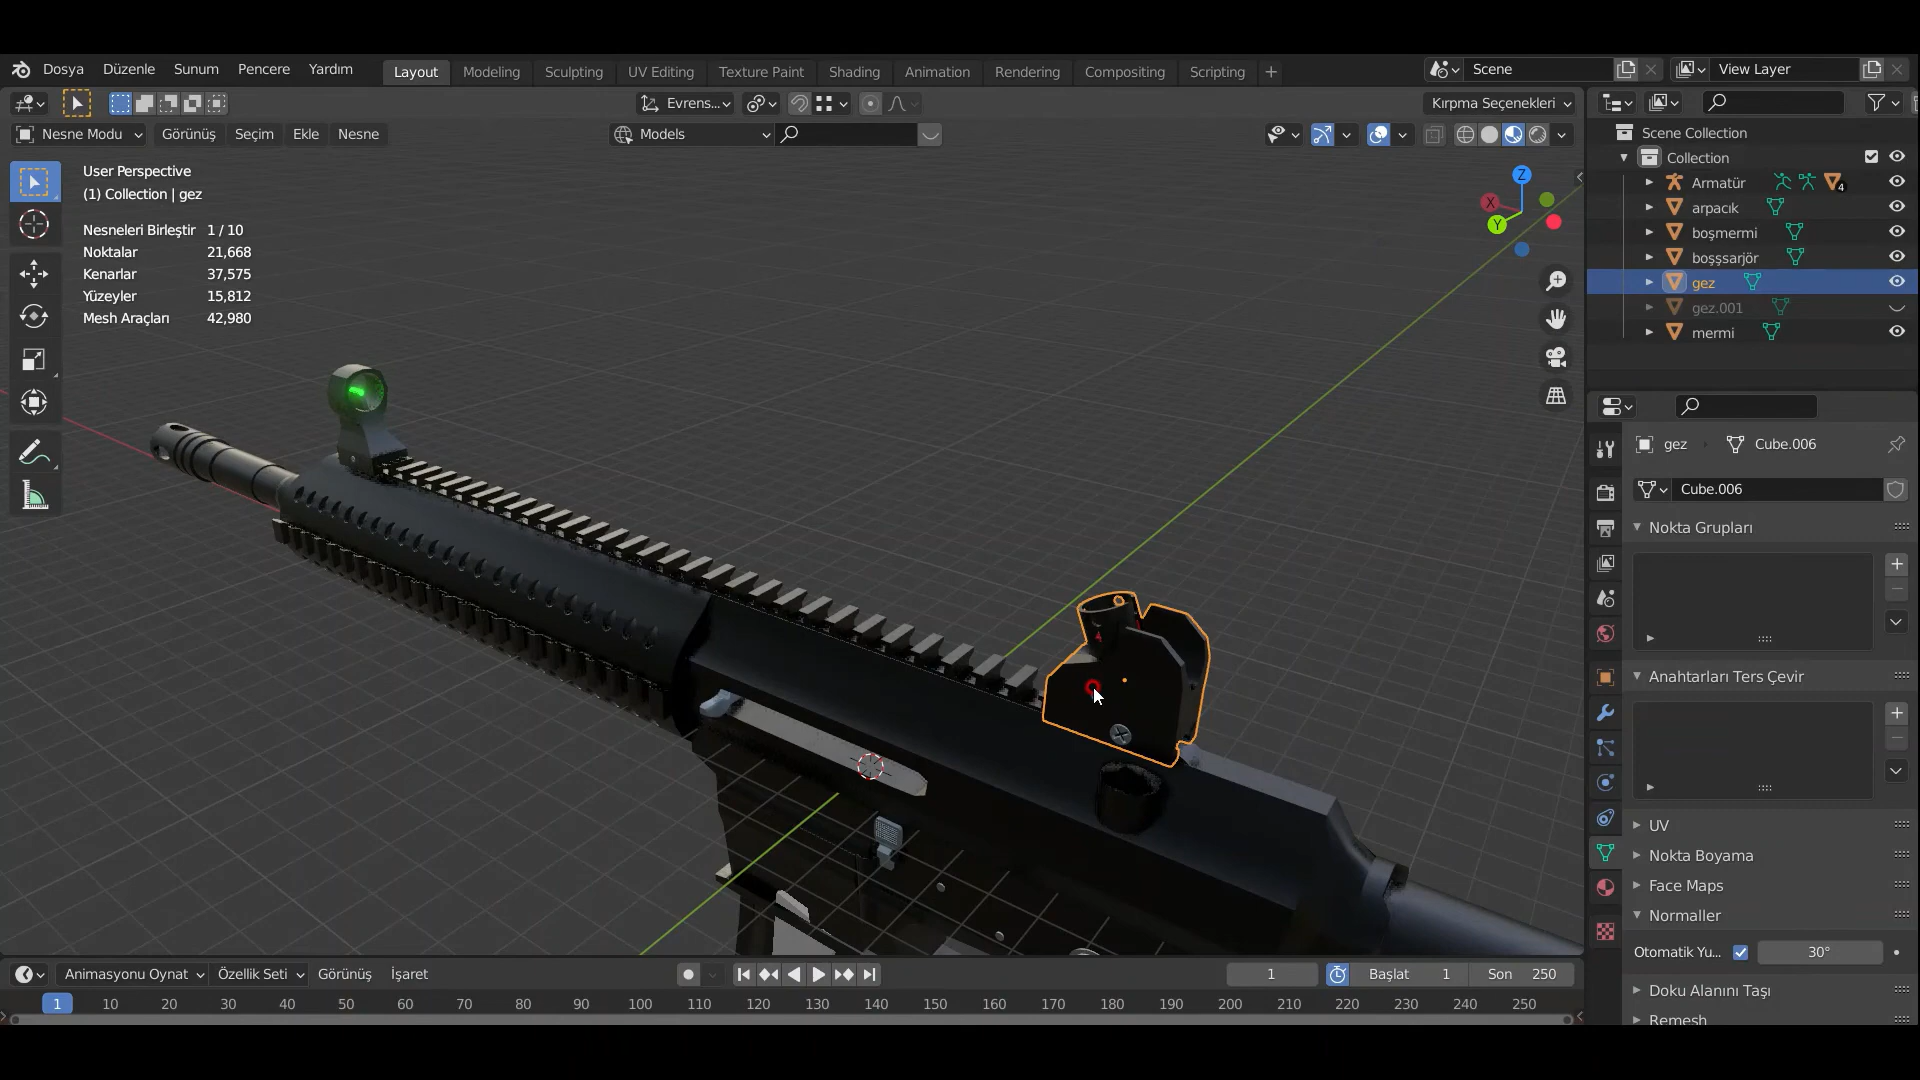 Dosya Düzenle Sunum Pencere Yardım Layout Modeling Sculpting UV Editing Texture Paint Shading Animation Rendering Compositing Scripting + Scene View Layer
Evrens... Kırpma Seçenekleri
Nesne Modu Görünüş Seçim Ekle Nesne Models
User Perspective
(1) Collection | gez
Nesneleri Birleştir 1 / 10
Noktalar 21,668
Kenarlar 37,575
Yüzeyler 15,812
Mesh Araçları 42,980
Z
X
Y
Scene Collection
Collection
Armatür 4
arpacık
boşmermi
boşşsarjör
gez
gez.001
mermi
gez Cube.006
Cube.006
Nokta Grupları
Anahtarları Ters Çevir
UV
Nokta Boyama
Face Maps
Normaller
Otomatik Yu... 30°
Doku Alanını Taşı
Remesh
Animasyonu Oynat Özellik Seti Görünüş İşaret 1 Başlat 1 Son 250
1 10 20 30 40 50 60 70 80 90 100 110 120 130 140 150 160 170 180 190 200 210 220 230 240 250